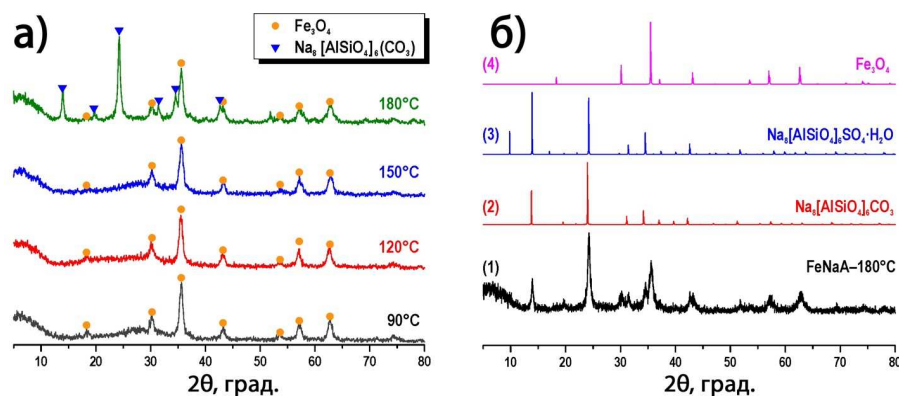 а)
Fe₃O₄
Na₈ [AlSiO₄]₆(CO₃)
180°C
150°C
120°C
90°C
10 20 30 40 50 60 70 80
2θ, град.
б)
(4) Fe₃O₄
(3) Na₈[AlSiO₄]₆SO₄·H₂O
(2) Na₈[AlSiO₄]₆CO₃
(1) FeNaA–180°C
10 20 30 40 50 60 70 80
2θ, град.